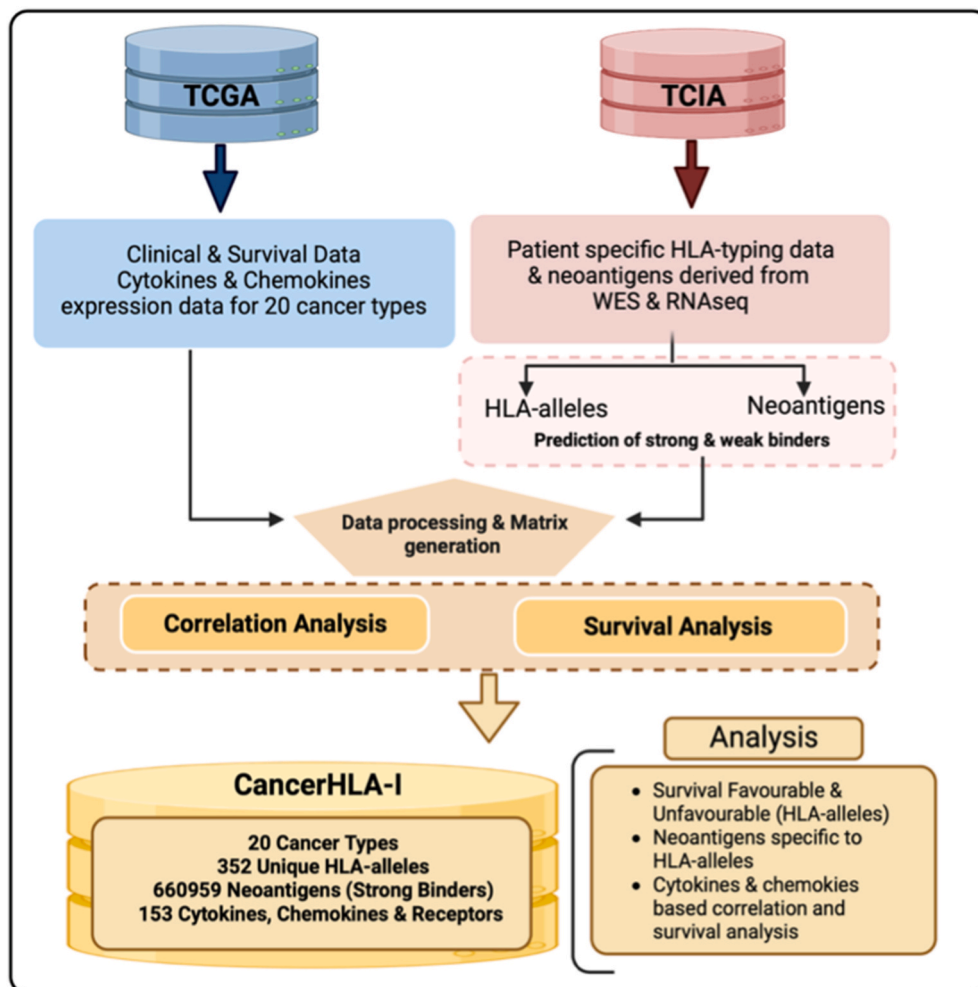 TCGA
TCIA
Clinical & Survival Data
Cytokines & Chemokines
expression data for 20 cancer types
Patient specific HLA-typing data
& neoantigens derived from
WES & RNAseq
HLA-alleles
Neoantigens
Prediction of strong & weak binders
Data processing & Matrix
generation
Correlation Analysis
Survival Analysis
CancerHLA-I
20 Cancer Types
352 Unique HLA-alleles
660959 Neoantigens (Strong Binders)
153 Cytokines, Chemokines & Receptors
Analysis
• Survival Favourable &
Unfavourable (HLA-alleles)
• Neoantigens specific to
HLA-alleles
• Cytokines & chemokies
based correlation and
survival analysis